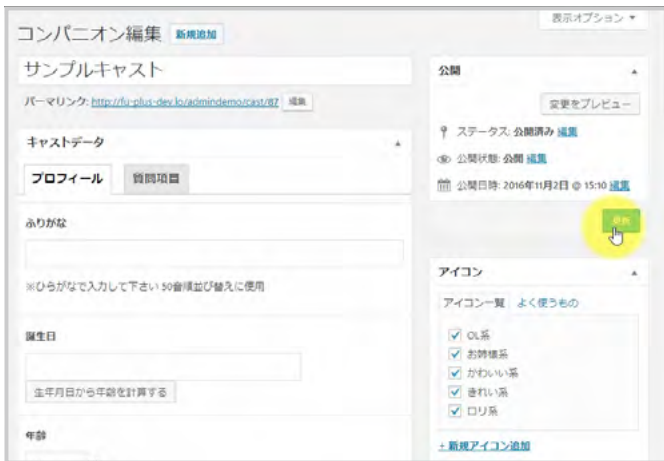 表示オプション ▼
コンパニオン編集 新規追加
サンプルキャスト
パーマリンク: http://fu-plus-dev.lo/admindemo/cast/87 編集
キャストデータ
プロフィール 質問項目
ふりがな
※ひらがなで入力して下さい 50音順並び替えに使用
誕生日
生年月日から年齢を計算する
年齢
公開
変更をプレビュー
ステータス: 公開済み 編集
公開状態: 公開 編集
公開日時: 2016年11月2日 @ 15:10 編集
更新
アイコン
アイコン一覧 よく使うもの
OL系
お姉様系
かわいい系
きれい系
ロリ系
+ 新規アイコン追加